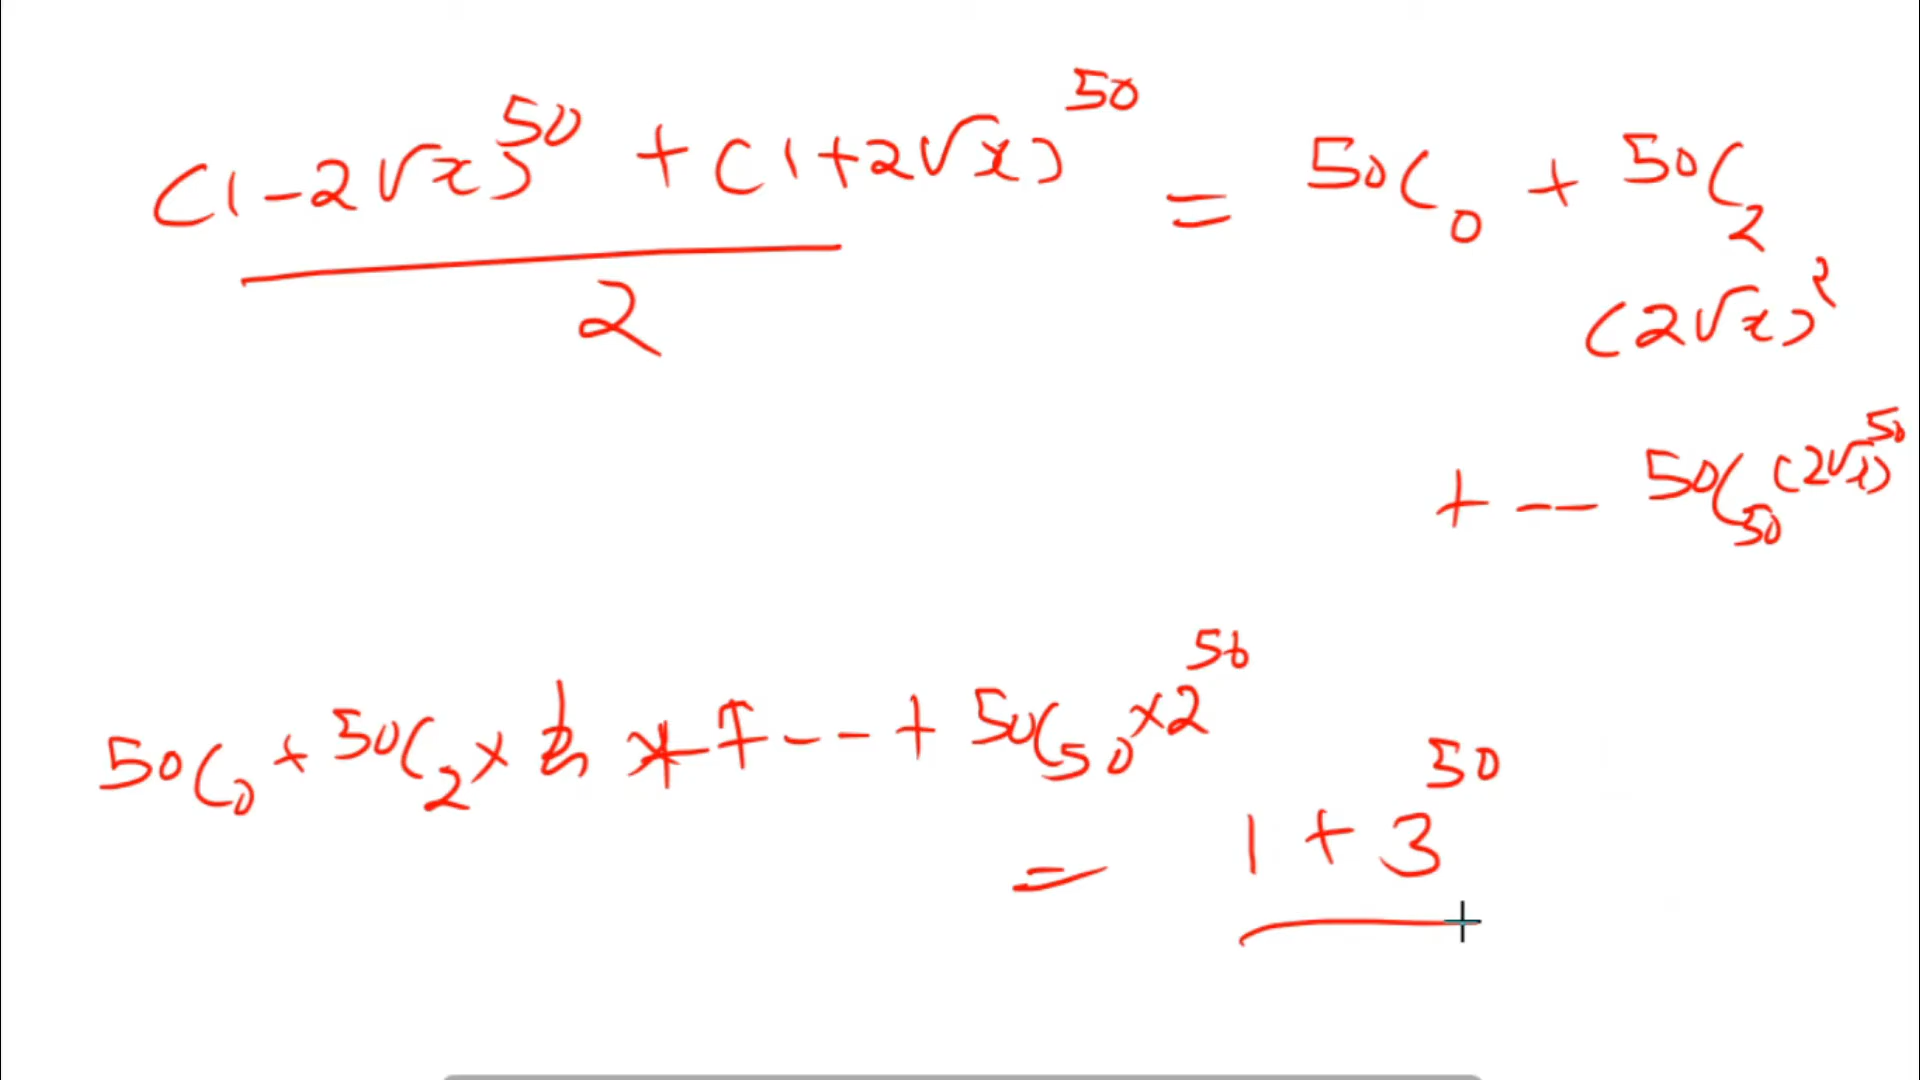 (1-2√x)^50 + (1+2√x)^50 / 2 = 50C0 + 50C2
(2√x)^2
+ -- 50C50 (2√x)^50
50C0 + 50C2 × + -- + 50C50 × 2^50
= 1 + 3^50